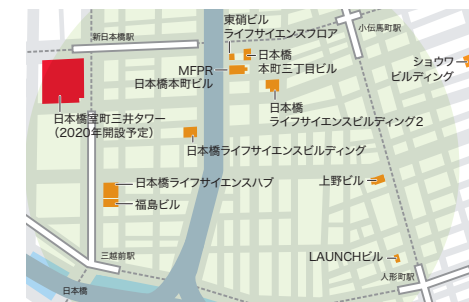 東硝ビル
ライフサイエンスフロア
小伝馬町駅
新日本橋駅
日本橋
本町三丁目ビル
ショウワ
ビルディング
MFPR
日本橋本町ビル
日本橋室町三井タワー
(2020年開設予定)
日本橋
ライフサイエンスビルディング2
日本橋ライフサイエンスビルディング
日本橋ライフサイエンスハブ
上野ビル
福島ビル
三越前駅
LAUNCHビル
人形町駅
日本橋